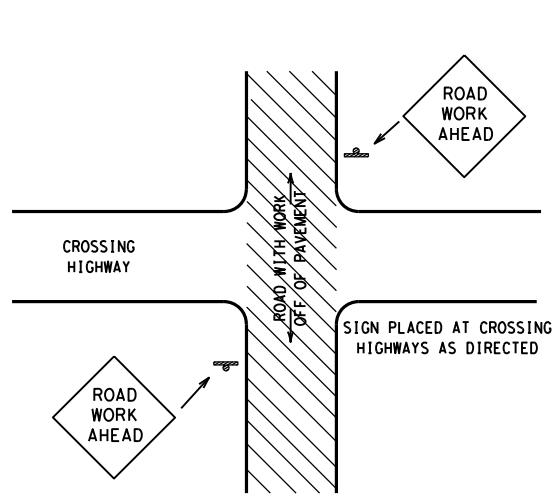 ROAD
WORK
AHEAD
CROSSING
HIGHWAY
ROAD WITH WORK
OFF OF PAVEMENT
SIGN PLACED AT CROSSING
HIGHWAYS AS DIRECTED
ROAD
WORK
AHEAD